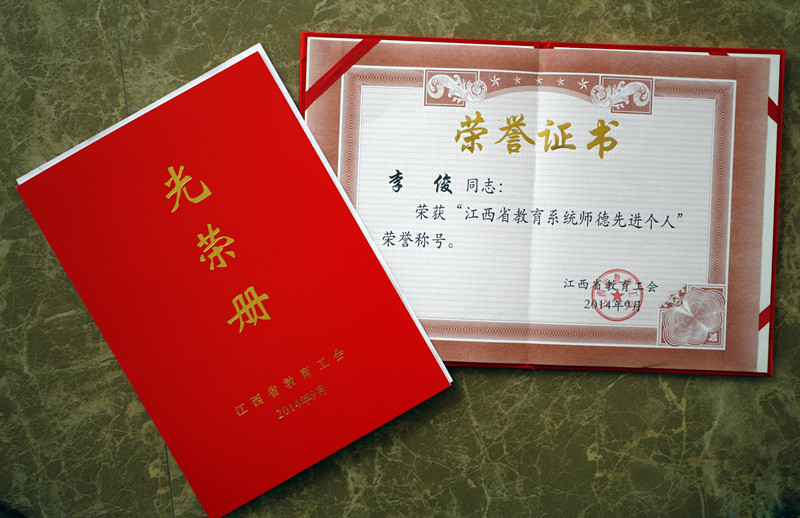 光荣册
江西省教育工会
2014年9月
荣誉证书
李 俊 同志：
荣获“江西省教育系统师德先进个人”
荣誉称号。
江西省教育工会
2014年9月